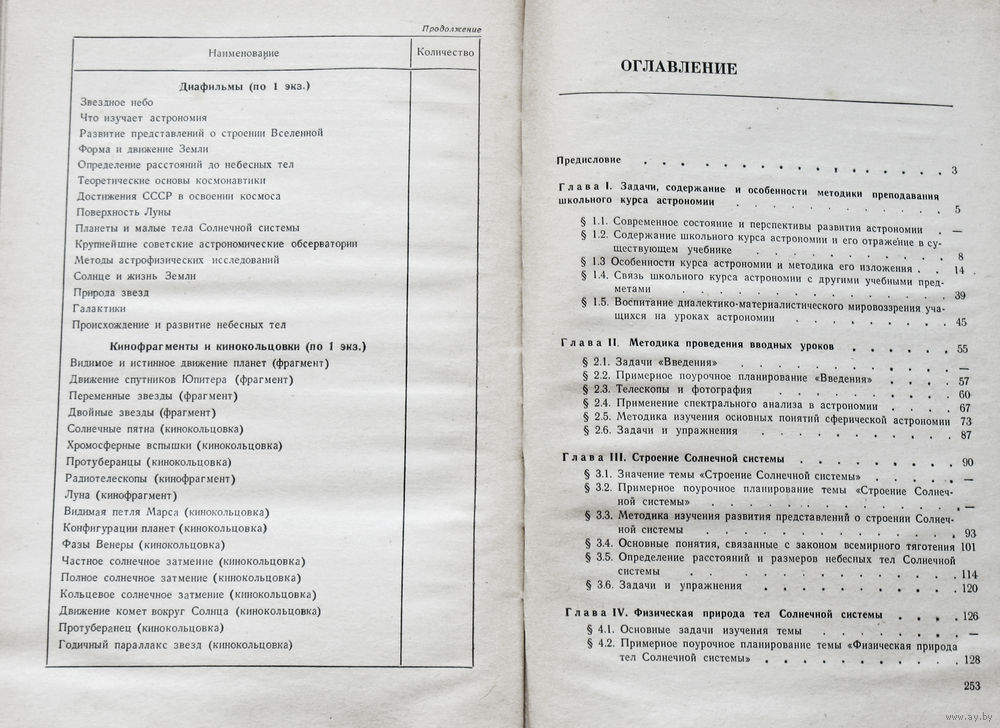 Продолжение
Наименование
Количество
Диафильмы (по 1 экз.)
Звездное небо
Что изучает астрономия
Развитие представлений о строении Вселенной
Форма и движение Земли
Определение расстояний до небесных тел
Теоретические основы космонавтики
Достижения СССР в освоении космоса
Поверхность Луны
Планеты и малые тела Солнечной системы
Крупнейшие советские астрономические обсерватории
Методы астрофизических исследований
Солнце и жизнь Земли
Природа звезд
Галактики
Происхождение и развитие небесных тел
Кинофрагменты и кинокольцовки (по 1 экз.)
Видимое и истинное движение планет (фрагмент)
Движение спутников Юпитера (фрагмент)
Переменные звезды (фрагмент)
Двойные звезды (фрагмент)
Солнечные пятна (кинокольцовка)
Хромосферные вспышки (кинокольцовка)
Протуберанцы (кинокольцовка)
Радиотелескопы (кинофрагмент)
Луна (кинофрагмент)
Видимая петля Марса (кинокольцовка)
Конфигурации планет (кинокольцовка)
Фазы Венеры (кинокольцовка)
Частное солнечное затмение (кинокольцовка)
Полное солнечное затмение (кинокольцовка)
Кольцевое солнечное затмение (кинокольцовка)
Движение комет вокруг Солнца (кинокольцовка)
Протуберанец (кинокольцовка)
Годичный параллакс звезд (кинокольцовка)
ОГЛАВЛЕНИЕ
Предисловие . . . . . . . . . . . . . 3
Глава I. Задачи, содержание и особенности методики преподавания
школьного курса астрономии . . . . . . . . . . 5
§ 1.1. Современное состояние и перспективы развития астрономии . —
§ 1.2. Содержание школьного курса астрономии и его отражение в су-
ществующем учебнике . . . . . . . . . . 8
§ 1.3 Особенности курса астрономии и методика его изложения . . 14
§ 1.4. Связь школьного курса астрономии с другими учебными пред-
метами . . . . . . . . . . . . . 39
§ 1.5. Воспитание диалектико-материалистического мировоззрения уча-
щихся на уроках астрономии . . . . . . . . 45
Глава II. Методика проведения вводных уроков . . . . . . 55
§ 2.1. Задачи «Введения» . . . . . . . . . . —
§ 2.2. Примерное поурочное планирование «Введения» . . . . 57
§ 2.3. Телескопы и фотография . . . . . . . . 60
§ 2.4. Применение спектрального анализа в астрономии . . . . 67
§ 2.5. Методика изучения основных понятий сферической астрономии 73
§ 2.6. Задачи и упражнения . . . . . . . . . 87
Глава III. Строение Солнечной системы . . . . . . . . 90
§ 3.1. Значение темы «Строение Солнечной системы» . . . . . —
§ 3.2. Примерное поурочное планирование темы «Строение Солнеч-
ной системы» . . . . . . . . . . . . —
§ 3.3. Методика изучения развития представлений о строении Солнеч-
ной системы . . . . . . . . . . . . 93
§ 3.4. Основные понятия, связанные с законом всемирного тяготения 101
§ 3.5. Определение расстояний и размеров небесных тел Солнечной
системы . . . . . . . . . . . . 114
§ 3.6. Задачи и упражнения . . . . . . . . . . 120
Глава IV. Физическая природа тел Солнечной системы . . . . 126
§ 4.1. Основные задачи изучения темы . . . . . . . —
§ 4.2. Примерное поурочное планирование темы «Физическая природа
тел Солнечной системы» . . . . . . . . . . 128
253
www.ay.by